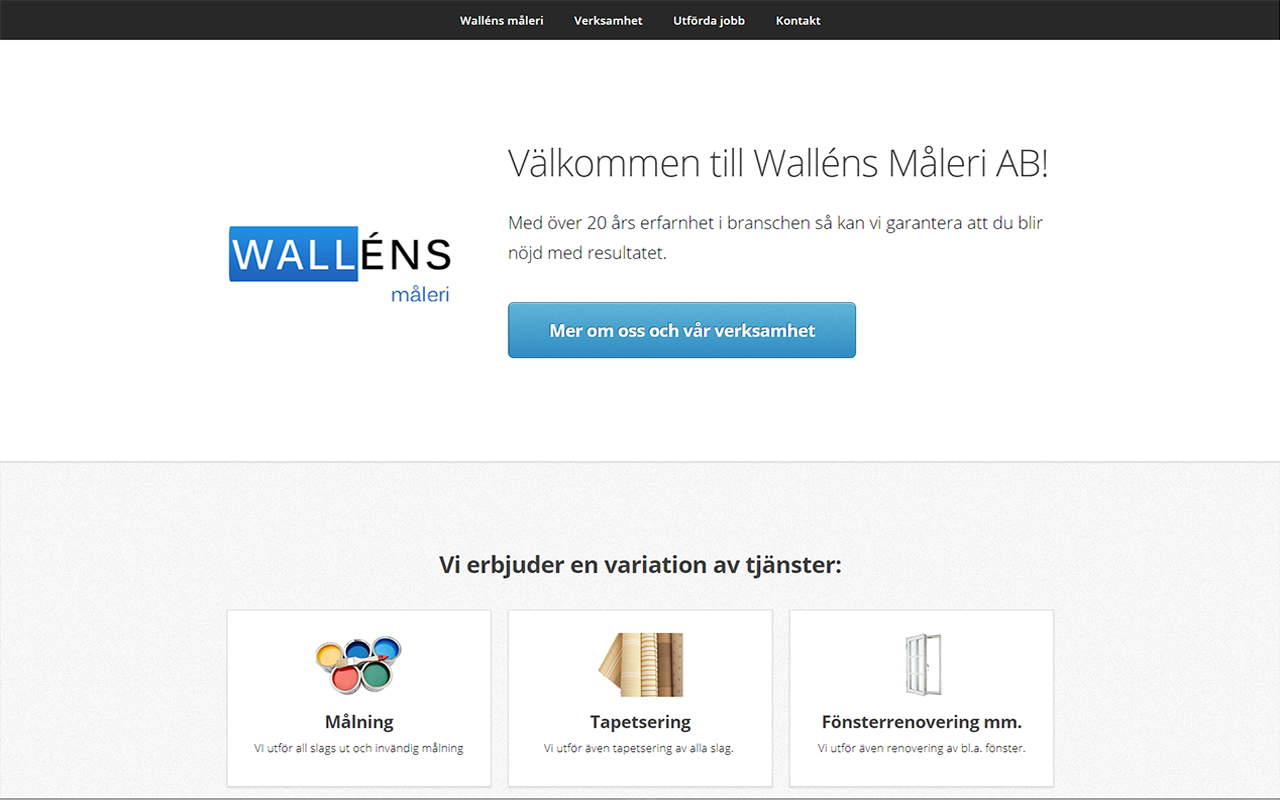 Walléns måleri Verksamhet Utförda jobb Kontakt
Välkommen till Walléns Måleri AB!
Med över 20 års erfarnhet i branschen så kan vi garantera att du blir
nöjd med resultatet.
WALLÉNS
måleri
Mer om oss och vår verksamhet
Vi erbjuder en variation av tjänster:
Målning
VI utför all slags ut och invändig målning
Tapetsering
Vi utför även tapetsering av alla slag.
Fönsterrenovering mm.
Vi utför även renovering av bl.a. fönster.